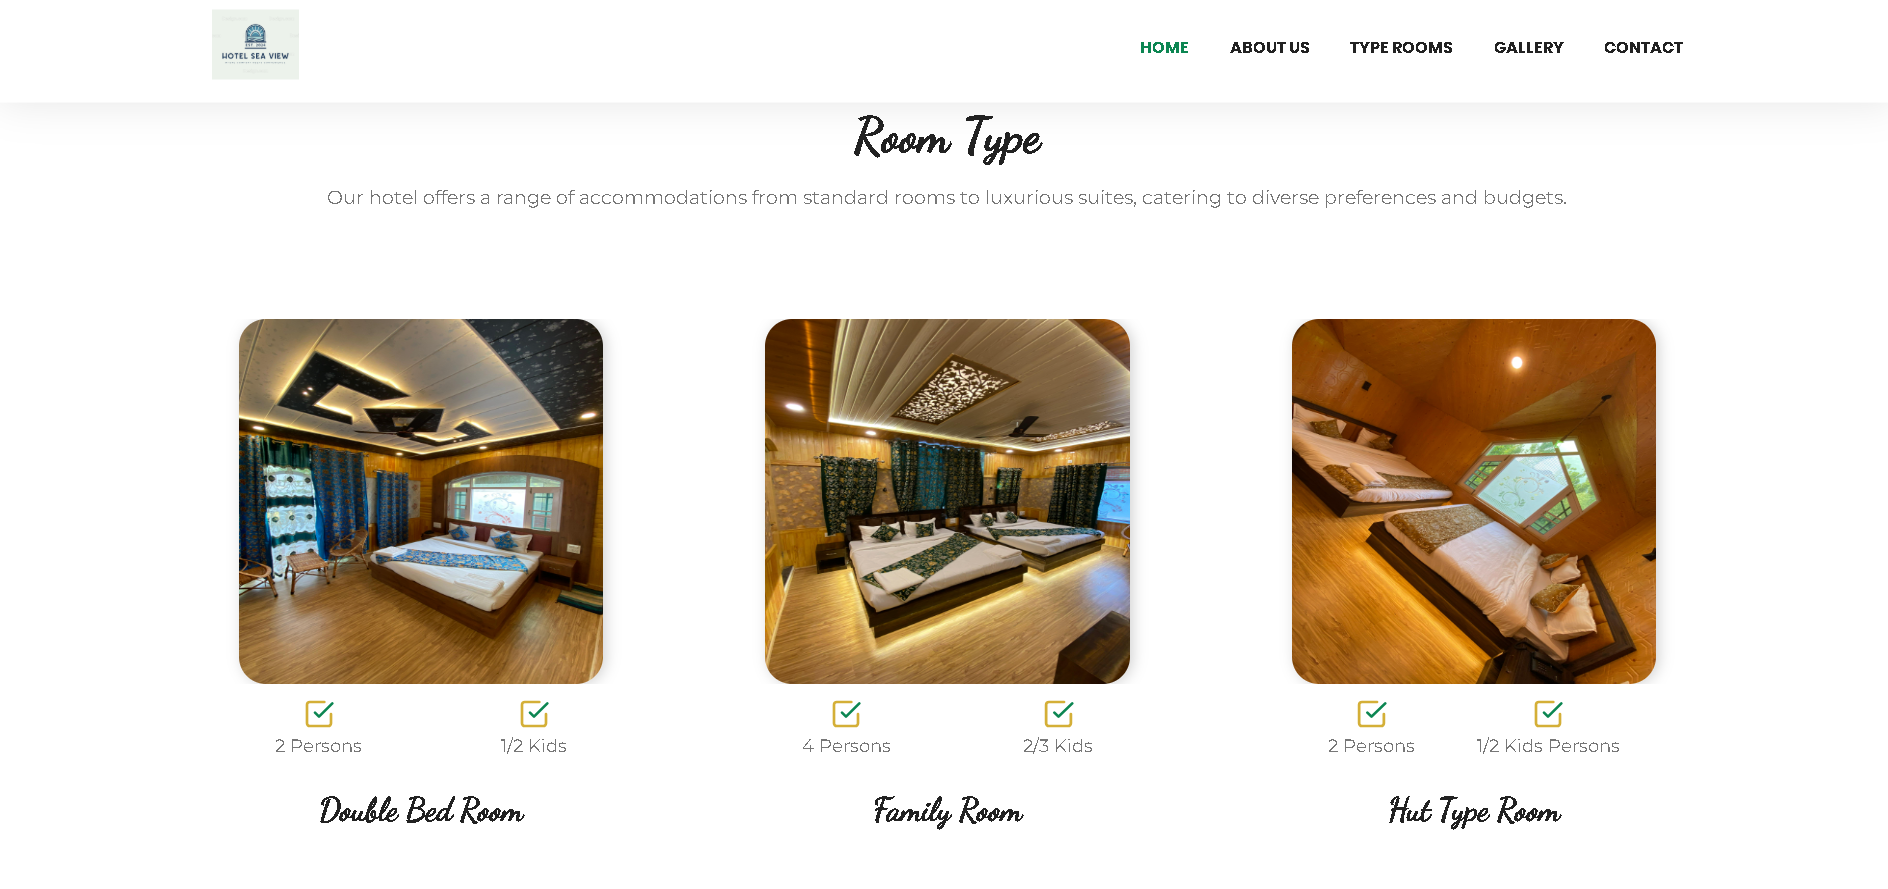 EST. 2024
HOTEL SEA VIEW
HOME
ABOUT US
TYPE ROOMS
GALLERY
CONTACT
Room Type
Our hotel offers a range of accommodations from standard rooms to luxurious suites, catering to diverse preferences and budgets.
2 Persons
1/2 Kids
4 Persons
2/3 Kids
2 Persons
1/2 Kids Persons
Double Bed Room
Family Room
Hut Type Room